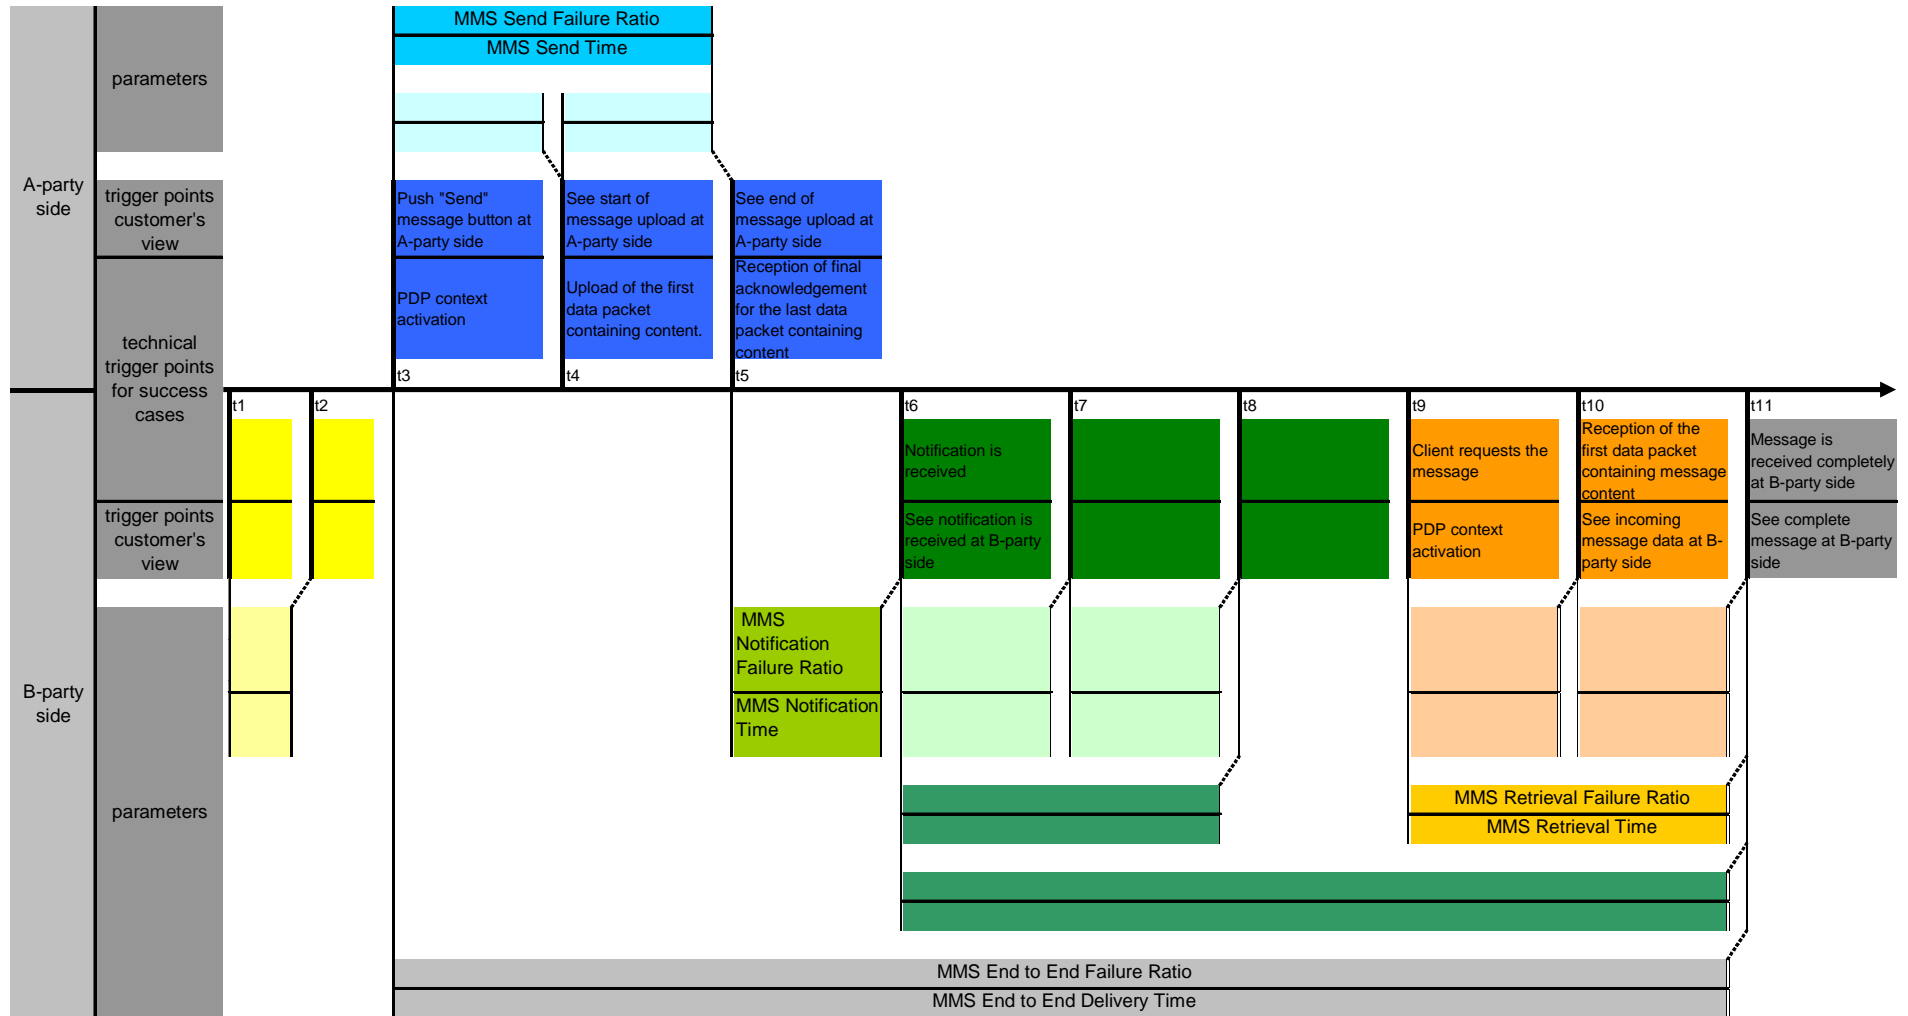 MMS Send Failure Ratio
MMS Send Time
parameters
A-party
side
trigger points
customer's
view
Push "Send"
message button at
A-party side
See start of
message upload at
A-party side
See end of
message upload at
A-party side
technical
trigger points
for success
cases
PDP context
activation
Upload of the first
data packet
containing content.
Reception of final
acknowledgement
for the last data
packet containing
content
t3
t4
t5
t1
t2
t6
t7
t8
t9
t10
t11
Notification is
received
Client requests the
message
Reception of the
first data packet
containing message
content
Message is
received completely
at B-party side
trigger points
customer's
view
See notification is
received at B-party
side
PDP context
activation
See incoming
message data at B-
party side
See complete
message at B-party
side
B-party
side
parameters
MMS
Notification
Failure Ratio
MMS Notification
Time
MMS Retrieval Failure Ratio
MMS Retrieval Time
MMS End to End Failure Ratio
MMS End to End Delivery Time